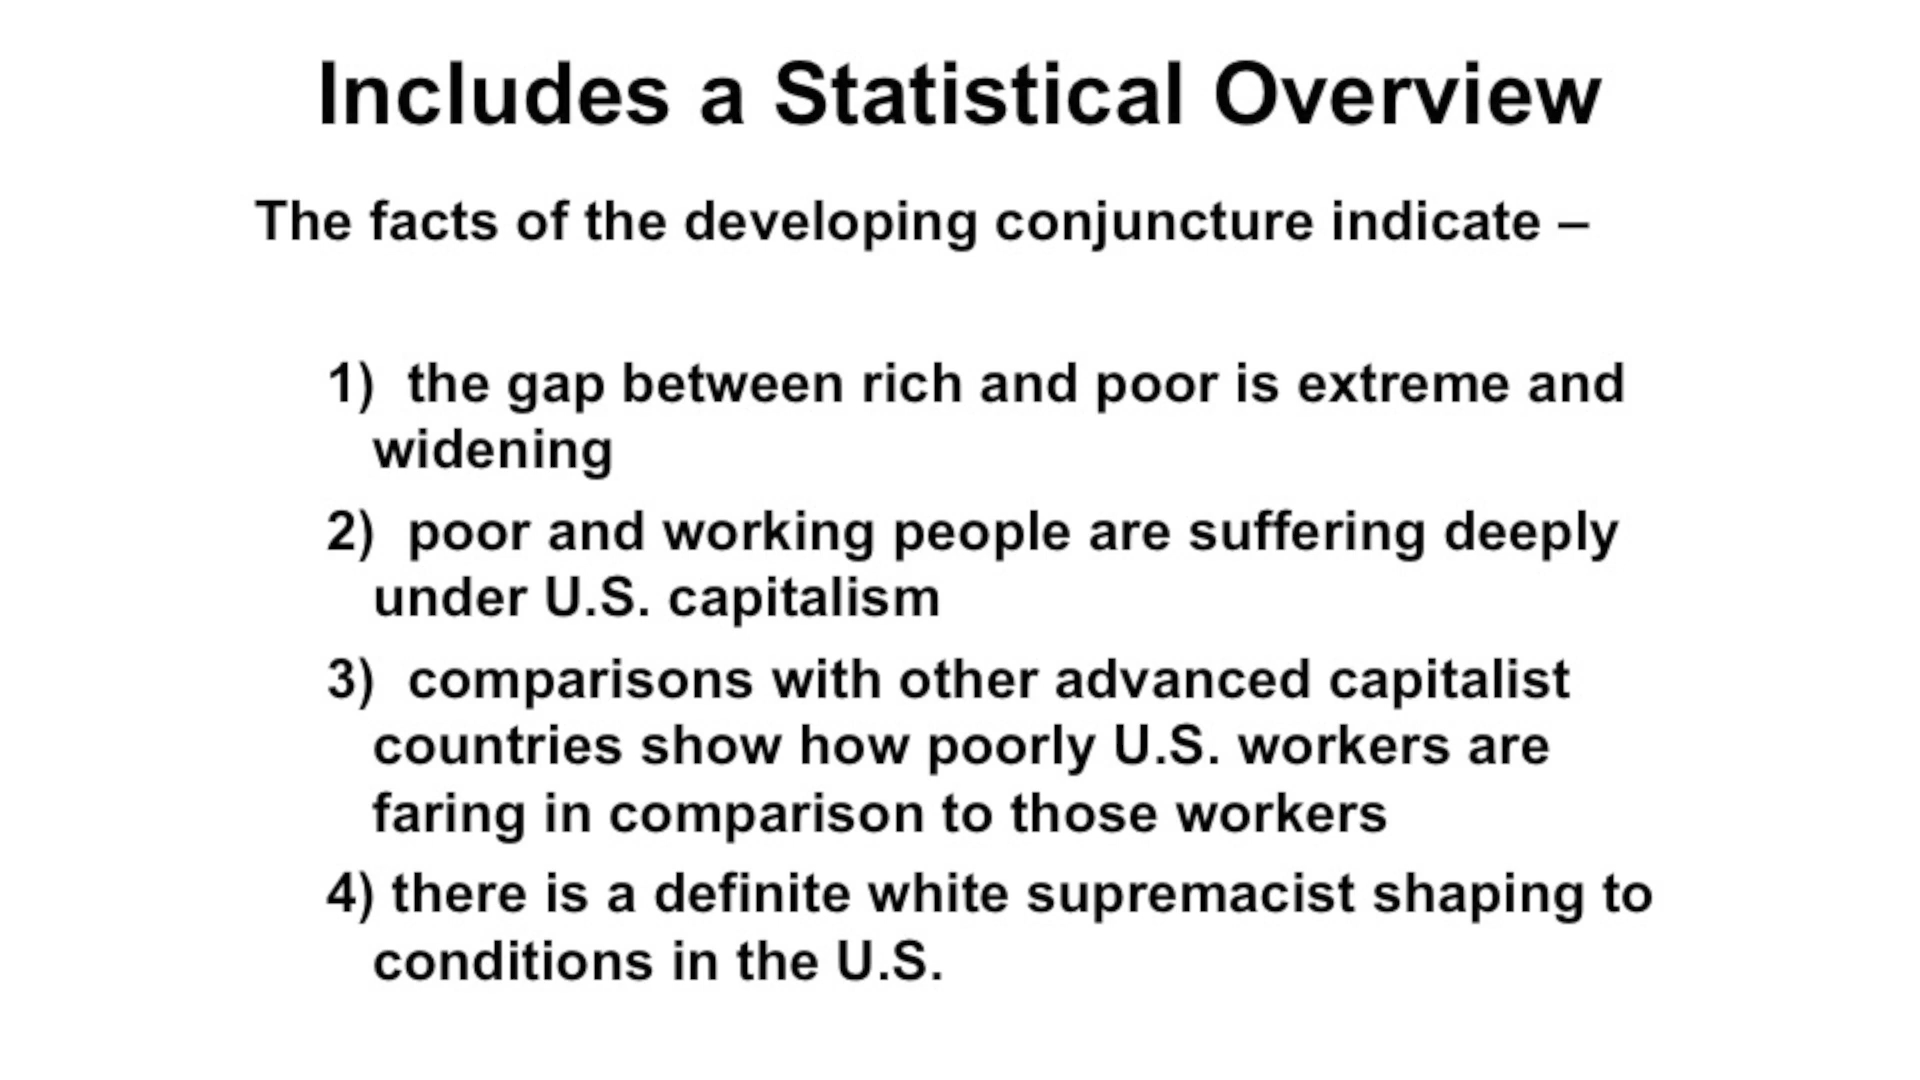 Includes a Statistical Overview
The facts of the developing conjuncture indicate –
1) the gap between rich and poor is extreme and
widening
2) poor and working people are suffering deeply
under U.S. capitalism
3) comparisons with other advanced capitalist
countries show how poorly U.S. workers are
faring in comparison to those workers
4) there is a definite white supremacist shaping to
conditions in the U.S.